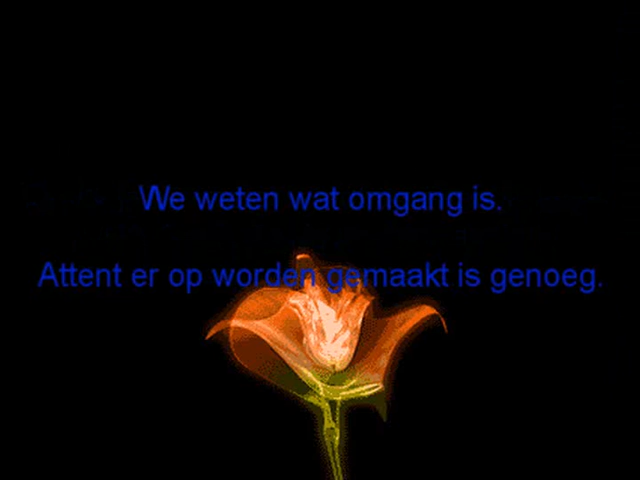 We weten wat omgang is.
Attent er op worden gemaakt is genoeg.